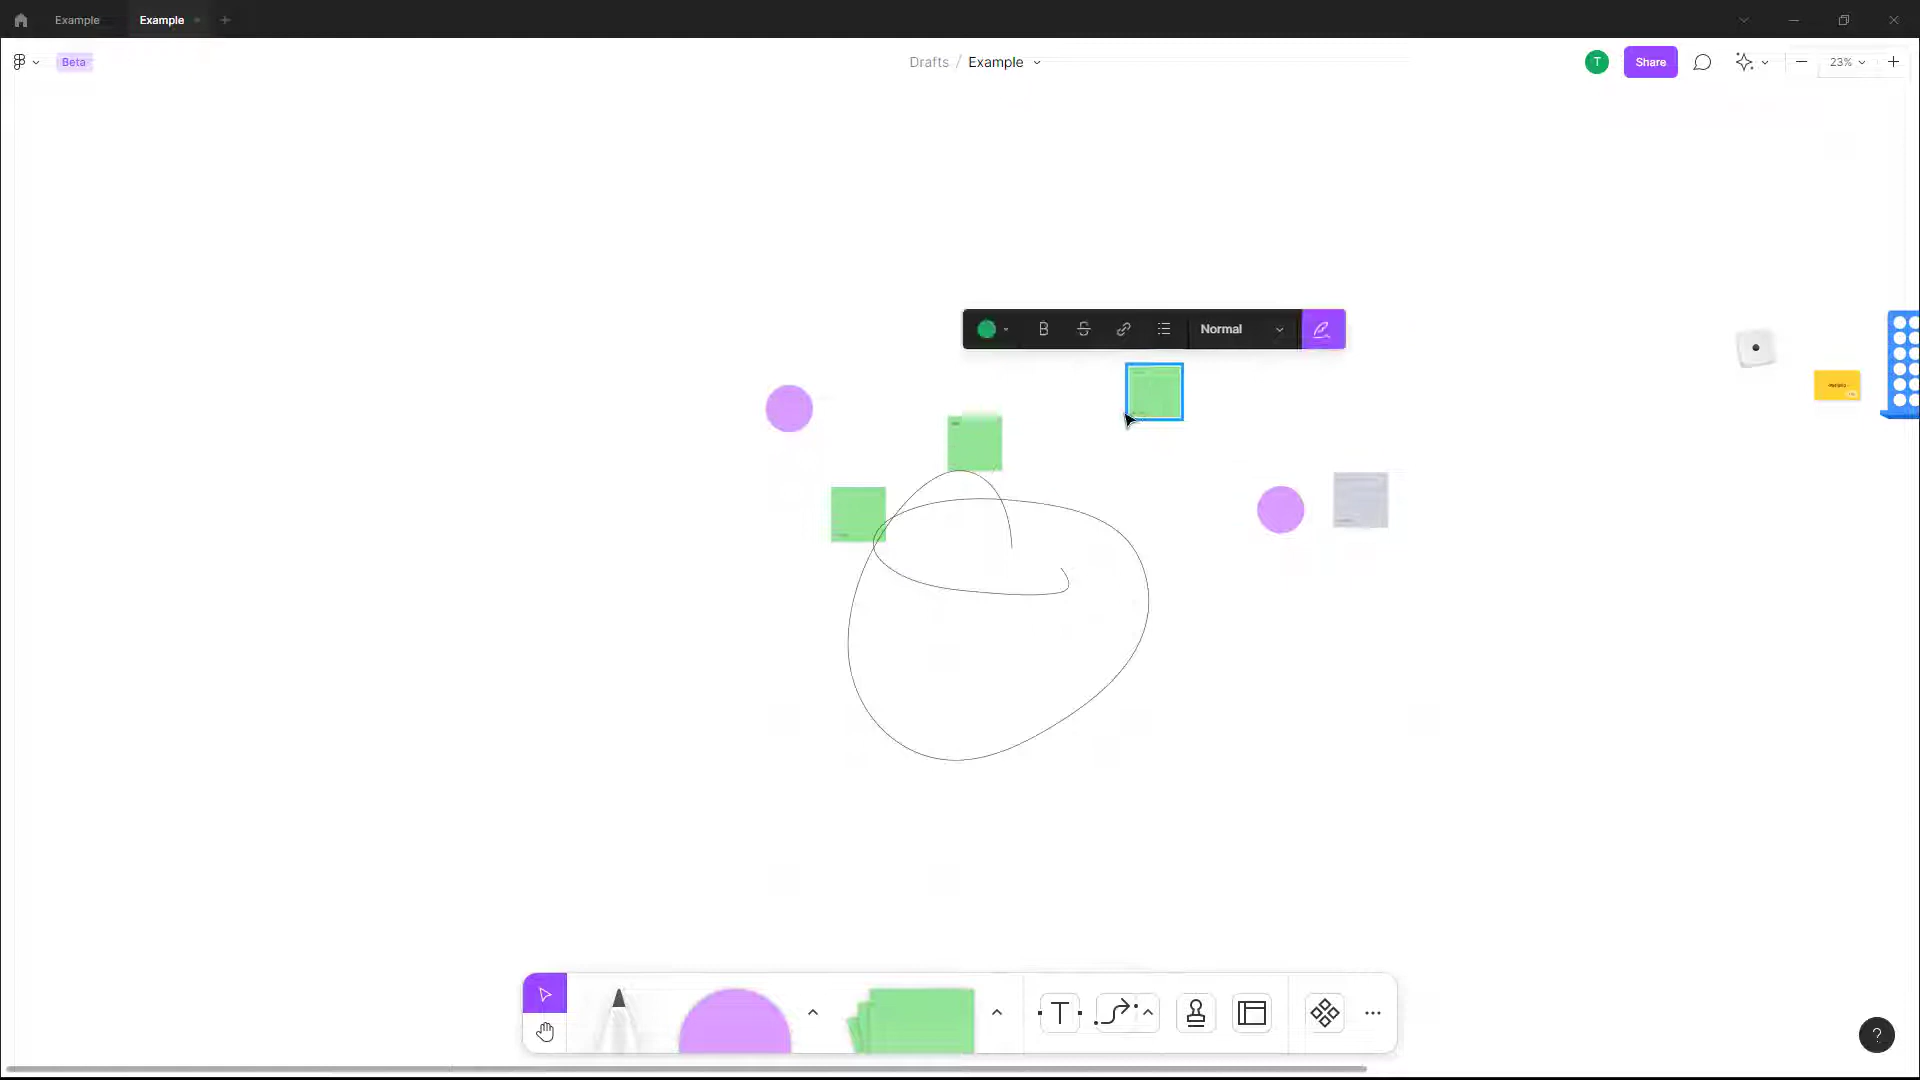 Example
Example
Beta
Drafts / Example
T
Share
23%
Normal
T
?